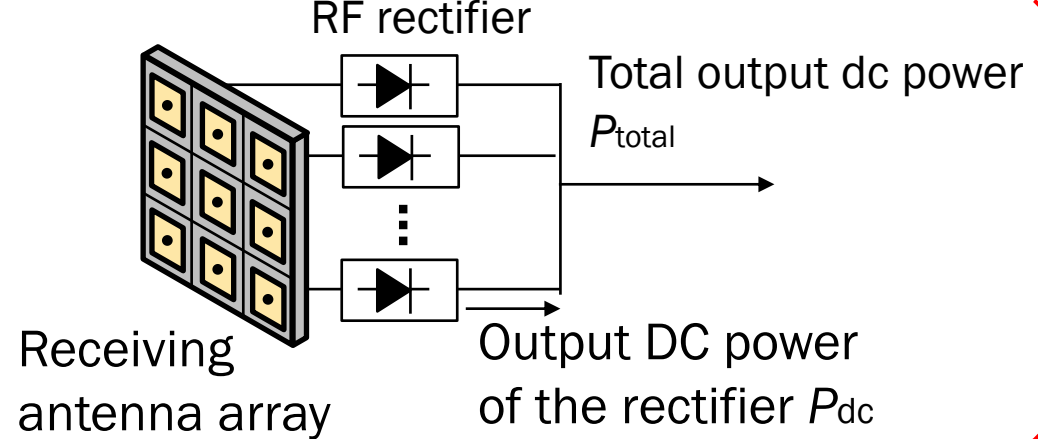 RF rectifier
Total output dc power
Ptotal
Receiving
antenna array
Output DC power
of the rectifier Pdc